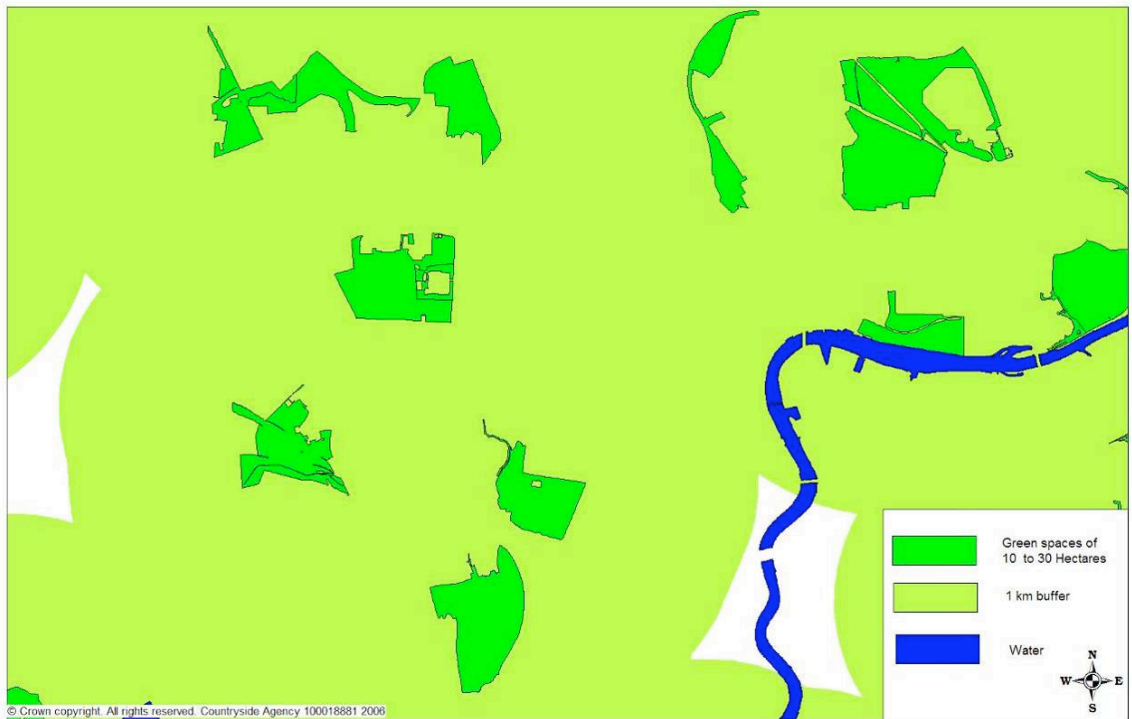 Green spaces of
10 to 30 Hectares
1 km buffer
Water
N
W E
S
© Crown copyright. All rights reserved. Countryside Agency 100018881 2006